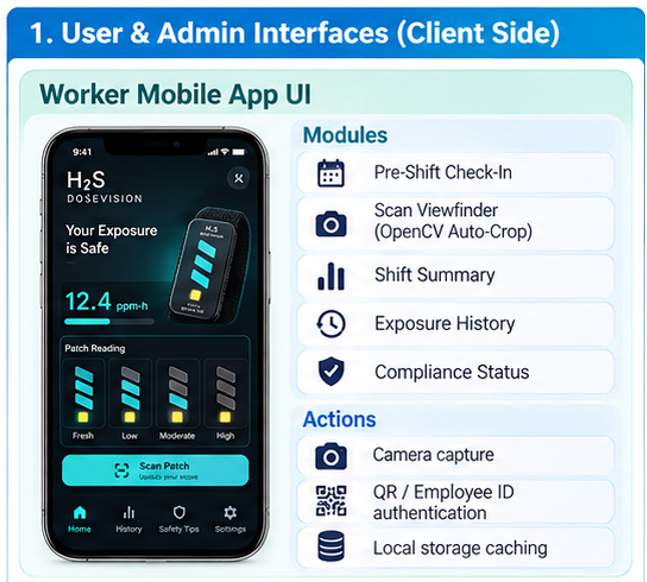 1. User & Admin Interfaces (Client Side)
Worker Mobile App UI
9:41
H₂S
DOSEVISION
Your Exposure
is Safe
H₂S
12.4 ppm-h
Patch Reading
Fresh
Low
Moderate
High
Scan Patch
Home
History
Safety Tips
Settings
Modules
Pre-Shift Check-In
Scan Viewfinder
(OpenCV Auto-Crop)
Shift Summary
Exposure History
Compliance Status
Actions
Camera capture
QR / Employee ID
authentication
Local storage caching